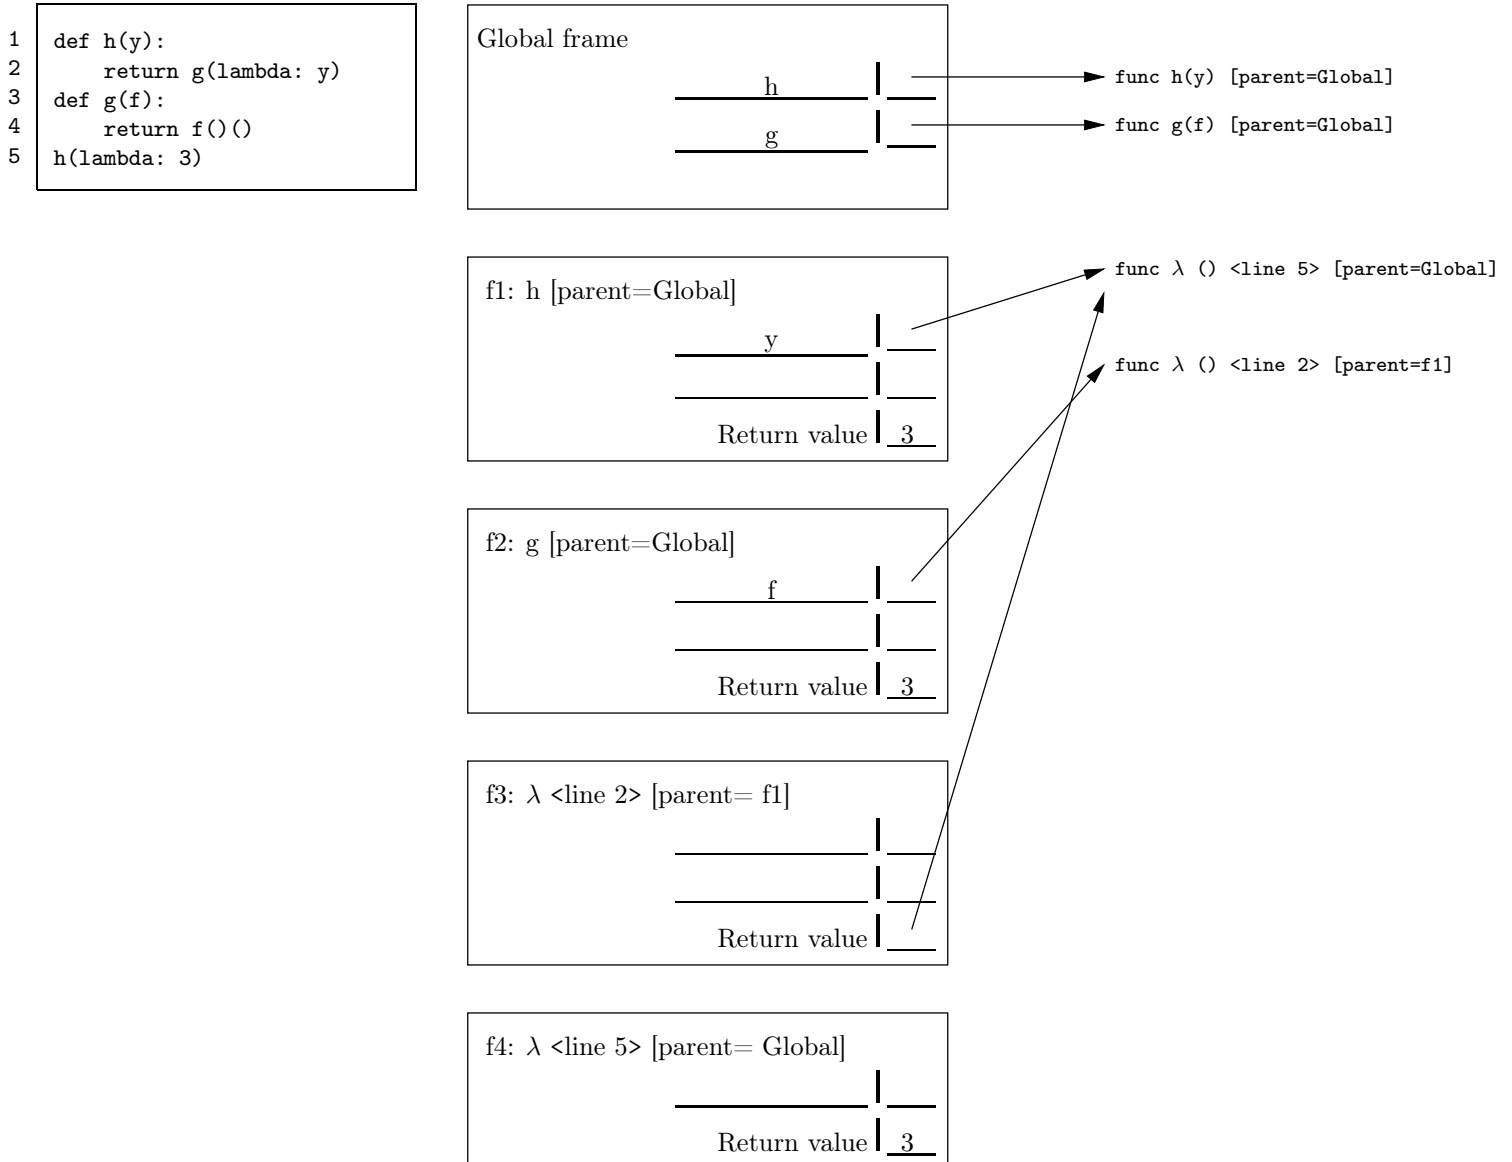 1 def h(y):
2 return g(lambda: y)
3 def g(f):
4 return f()()
5 h(lambda: 3)
Global frame
h
func h(y) [parent=Global]
g
func g(f) [parent=Global]
func λ () <line 5> [parent=Global]
f1: h [parent=Global]
y
func λ () <line 2> [parent=f1]
Return value 3
f2: g [parent=Global]
f
Return value 3
f3: λ <line 2> [parent= f1]
Return value
f4: λ <line 5> [parent= Global]
Return value 3